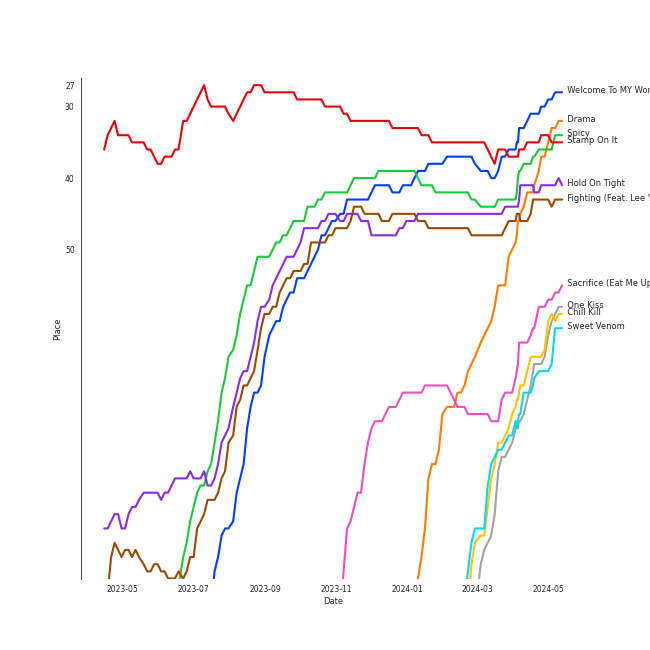 27
30
40
50
Place
Welcome To MY Wor
Drama
Spicy
Stamp On It
Hold On Tight
Fighting (Feat. Lee Y
Sacrifice (Eat Me Up
One Kiss
Chill Kill
Sweet Venom
2023-05 2023-07 2023-09 2023-11 2024-01 2024-03 2024-05
Date